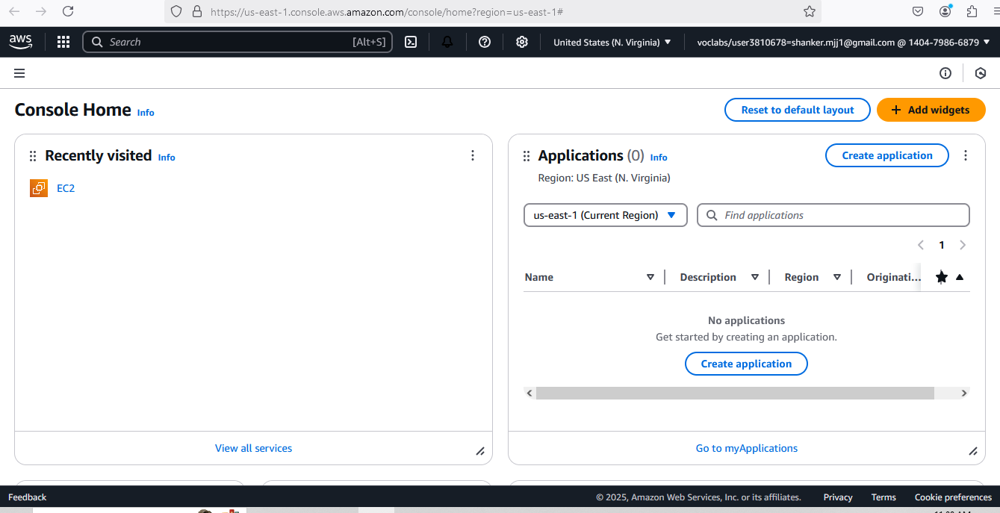 https://us-east-1.console.aws.amazon.com/console/home?region=us-east-1#
aws
Search [Alt+S]
United States (N. Virginia)
voclabs/user3810678=shanker.mjj1@gmail.com @ 1404-7986-6879
Console Home Info
Reset to default layout
Add widgets
Recently visited Info
EC2
View all services
Applications (0) Info
Create application
Region: US East (N. Virginia)
us-east-1 (Current Region)
Find applications
1
Name Description Region Originati...
No applications
Get started by creating an application.
Create application
Go to myApplications
Feedback
© 2025, Amazon Web Services, Inc. or its affiliates. Privacy Terms Cookie preferences